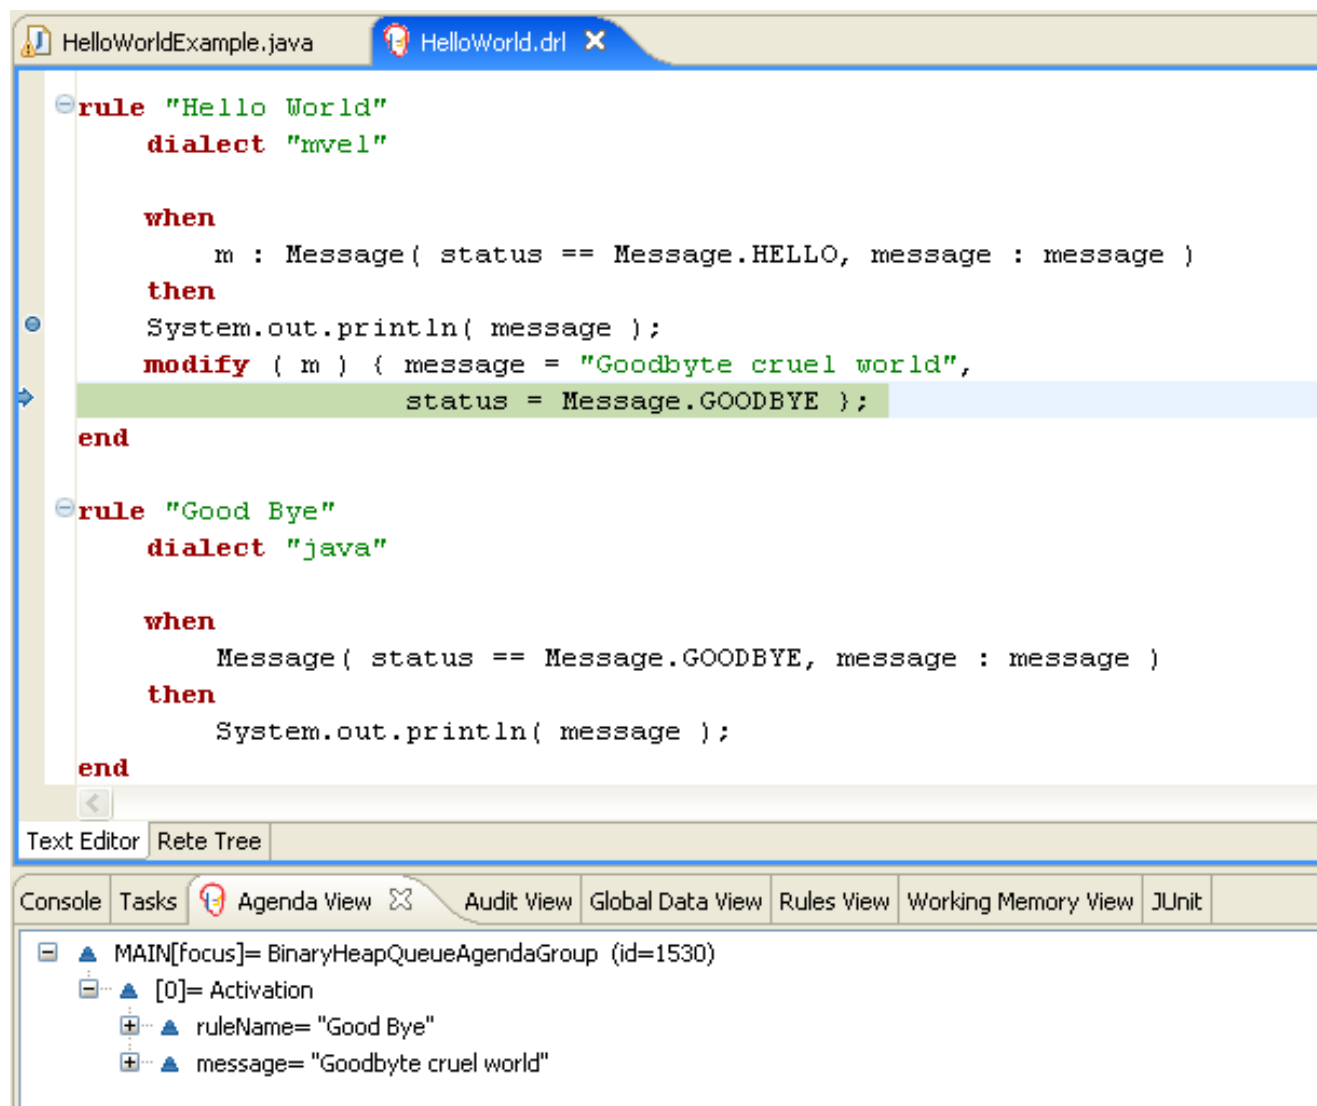 HelloWorldExample.java HelloWorld.drl
rule "Hello World"
dialect "mvel"
when
m : Message( status == Message.HELLO, message : message )
then
System.out.println( message );
modify ( m ) { message = "Goodbyte cruel world",
status = Message.GOODBYE };
end
rule "Good Bye"
dialect "java"
when
Message( status == Message.GOODBYE, message : message )
then
System.out.println( message );
end
Text Editor Rete Tree
Console Tasks Agenda View Audit View Global Data View Rules View Working Memory View JUnit
MAIN[focus]= BinaryHeapQueueAgendaGroup (id=1530)
[0]= Activation
ruleName= "Good Bye"
message= "Goodbyte cruel world"